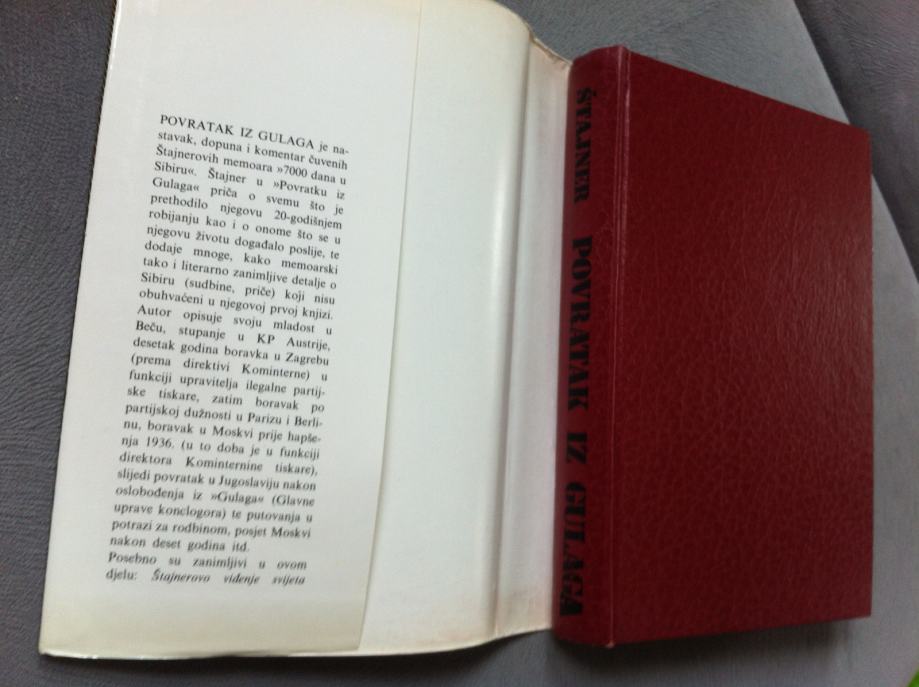 POVRATAK IZ GULAGA je na-
stavak, dopuna i komentar čuvenih
Štajnerovih memoara »7000 dana u
Sibiru«. Štajner u »Povratku iz
Gulaga« priča o svemu što je
prethodilo njegovu 20-godišnjem
robijanju kao i o onome što se u
njegovu životu događalo poslije, te
dodaje mnoge, kako memoarski
tako i literarno zanimljive detalje o
Sibiru (sudbine, priče) koji nisu
obuhvaćeni u njegovoj prvoj knjizi.
Autor opisuje svoju mladost u
Beču, stupanje u KP Austrije,
desetak godina boravka u Zagrebu
(prema direktivi Kominterne) u
funkciji upravitelja ilegalne partij-
ske tiskare, zatim boravak po
partijskoj dužnosti u Parizu i Berli-
nu, boravak u Moskvi prije hapše-
nja 1936. (u to doba je u funkciji
direktora Kominternine tiskare),
slijedi povratak u Jugoslaviju nakon
oslobođenja iz »Gulaga« (Glavne
uprave konclogora) te putovanja u
potrazi za rodbinom, posjet Moskvi
nakon deset godina itd.
Posebno su zanimljivi u ovom
djelu: Štajnerovo viđenje svijeta
ŠTAJNER POVRATAK IZ GULAGA